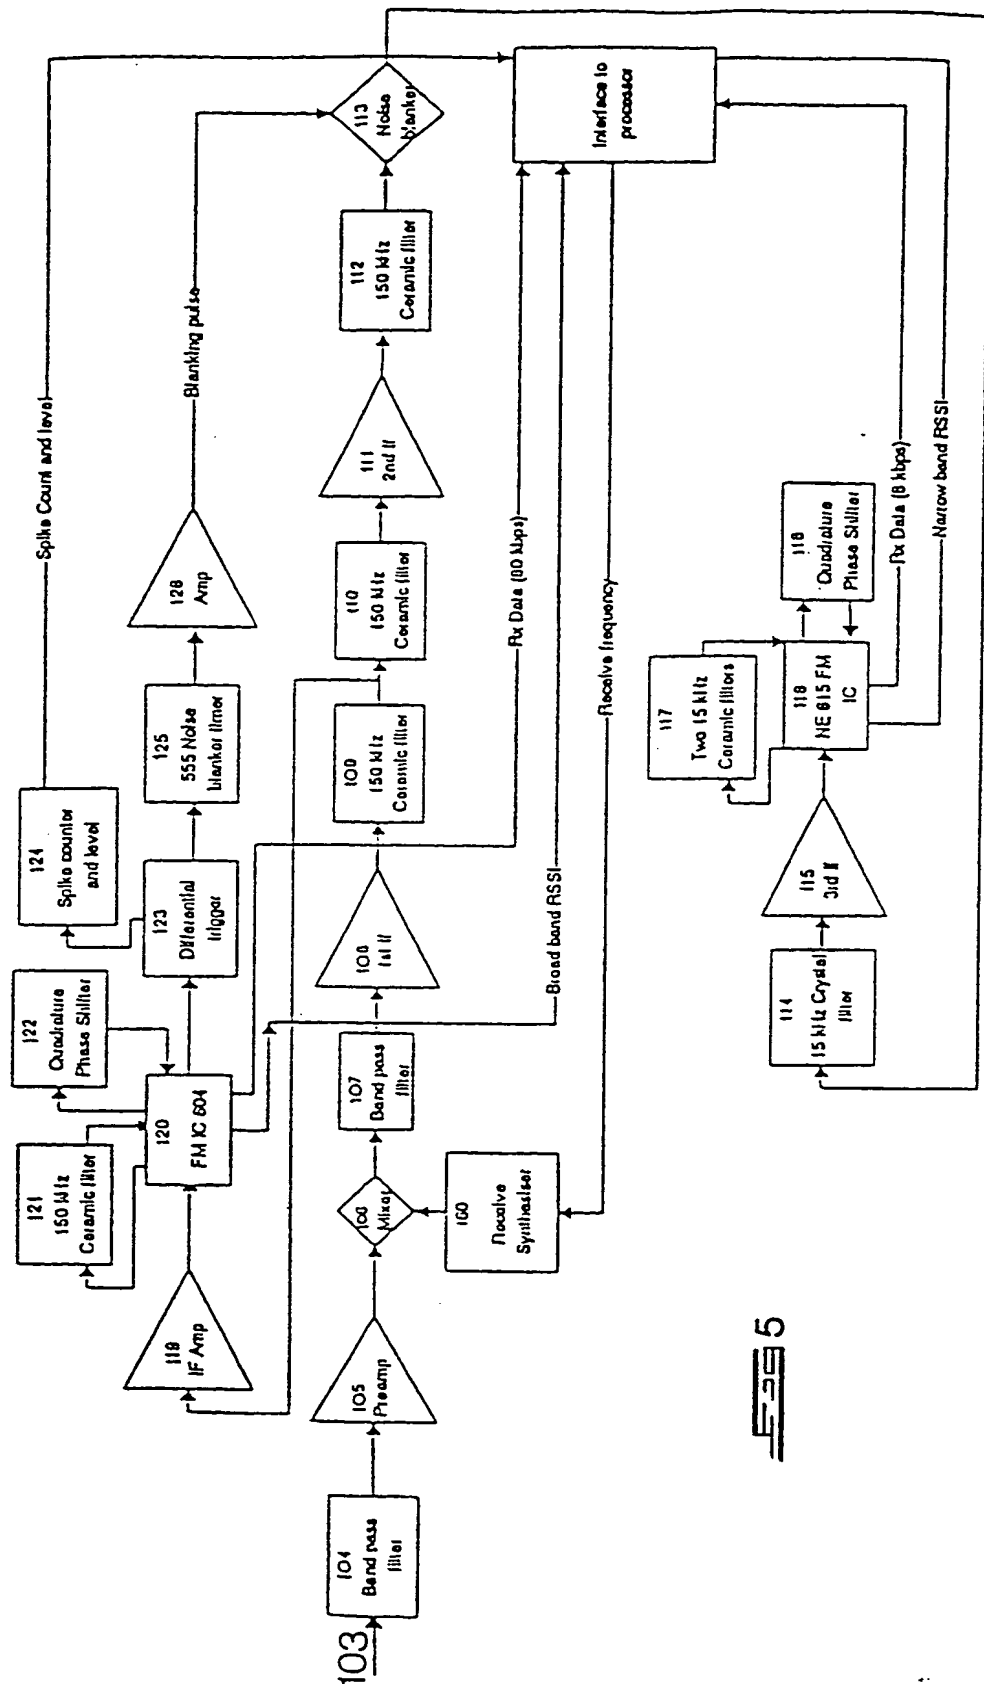 Spike Count and level
124
Spike counter
and level
122
Quadrature
Phase Shifter
121
150 kHz
Ceramic filter
120
FM IC 604
123
Differential
trigger
125
555 Noise
blanker timer
126
Amp
Blanking pulse
119
IF Amp
103
104
Band pass
filter
105
Preamp
106
Mixer
107
Band pass
filter
108
1st If
109
150 kHz
Ceramic filter
110
150 kHz
Ceramic filter
111
2nd If
112
150 kHz
Ceramic filter
113
Noise
blanker
160
Receive
Synthesiser
Rx Data (80 kbps)
Broad band RSSI
Receive frequency
Interface to
processor
114
15 kHz Crystal
filter
115
3rd If
117
Two 15 kHz
Ceramic filters
NE 615 FM
IC
118
Quadrature
Phase Shifter
Rx Data (8 kbps)
Narrow band RSSI
Fig 5